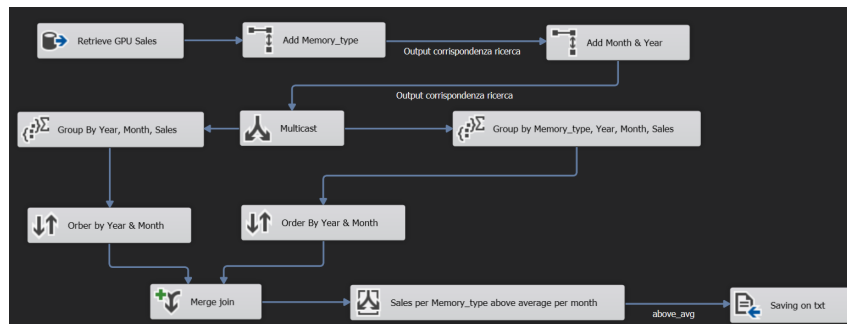 Retrieve GPU Sales
Add Memory_type
Output corrispondenza ricerca
Add Month & Year
Output corrispondenza ricerca
Group By Year, Month, Sales
Multicast
Group by Memory_type, Year, Month, Sales
Orber by Year & Month
Order By Year & Month
Merge join
Sales per Memory_type above average per month
above_avg
Saving on txt